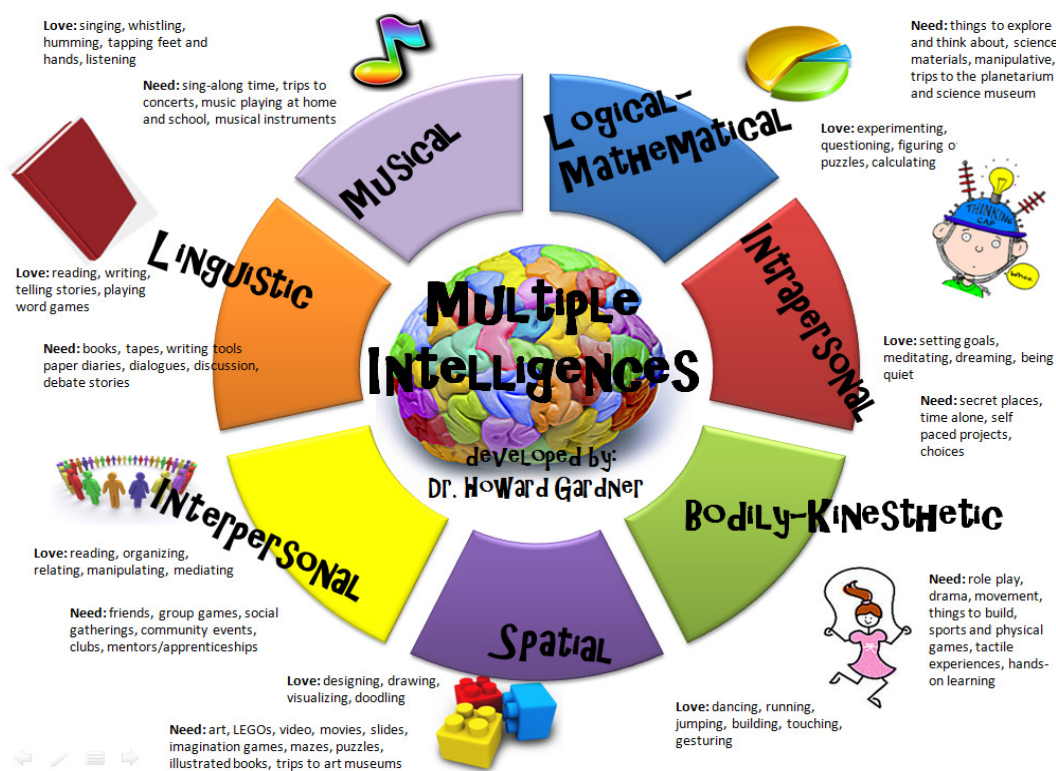 Love: singing, whistling,
humming, tapping feet and
hands, listening
Need: sing-along time, trips to
concerts, music playing at home
and school, musical instruments
Musical
Logical-
Mathematical
Need: things to explore
and think about, science
materials, manipulative,
trips to the planetarium
and science museum
Love: experimenting,
questioning, figuring o
puzzles, calculating
THINKING
CAP
Linguistic
Love: reading, writing,
telling stories, playing
word games
Need: books, tapes, writing tools
paper diaries, dialogues, discussion,
debate stories
Multiple
Intelligences
developed by:
Dr. Howard Gardner
Intrapersonal
Love: setting goals,
meditating, dreaming, being
quiet
Need: secret places,
time alone, self
paced projects,
choices
Interpersonal
Love: reading, organizing,
relating, manipulating, mediating
Need: friends, group games, social
gatherings, community events,
clubs, mentors/apprenticeships
Bodily-Kinesthetic
Need: role play,
drama, movement,
things to build,
sports and physical
games, tactile
experiences, hands-
on learning
Love: dancing, running,
jumping, building, touching,
gesturing
Spatial
Love: designing, drawing,
visualizing, doodling
Need: art, LEGOs, video, movies, slides,
imagination games, mazes, puzzles,
illustrated books, trips to art museums